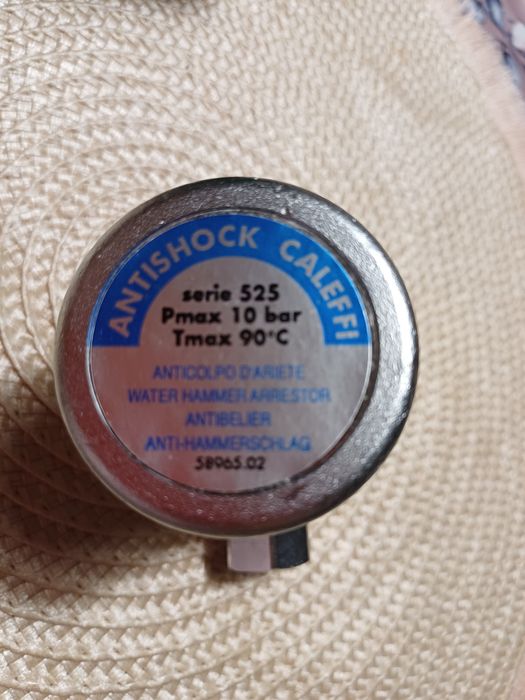 ANTISHOCK CALEFFI
serie 525
Pmax 10 bar
Tmax 90°C
ANTICOLPO D'ARIETE
WATER HAMMER ARRESTOR
ANTIBELIER
ANTI-HAMMERSCHLAG
58965.02